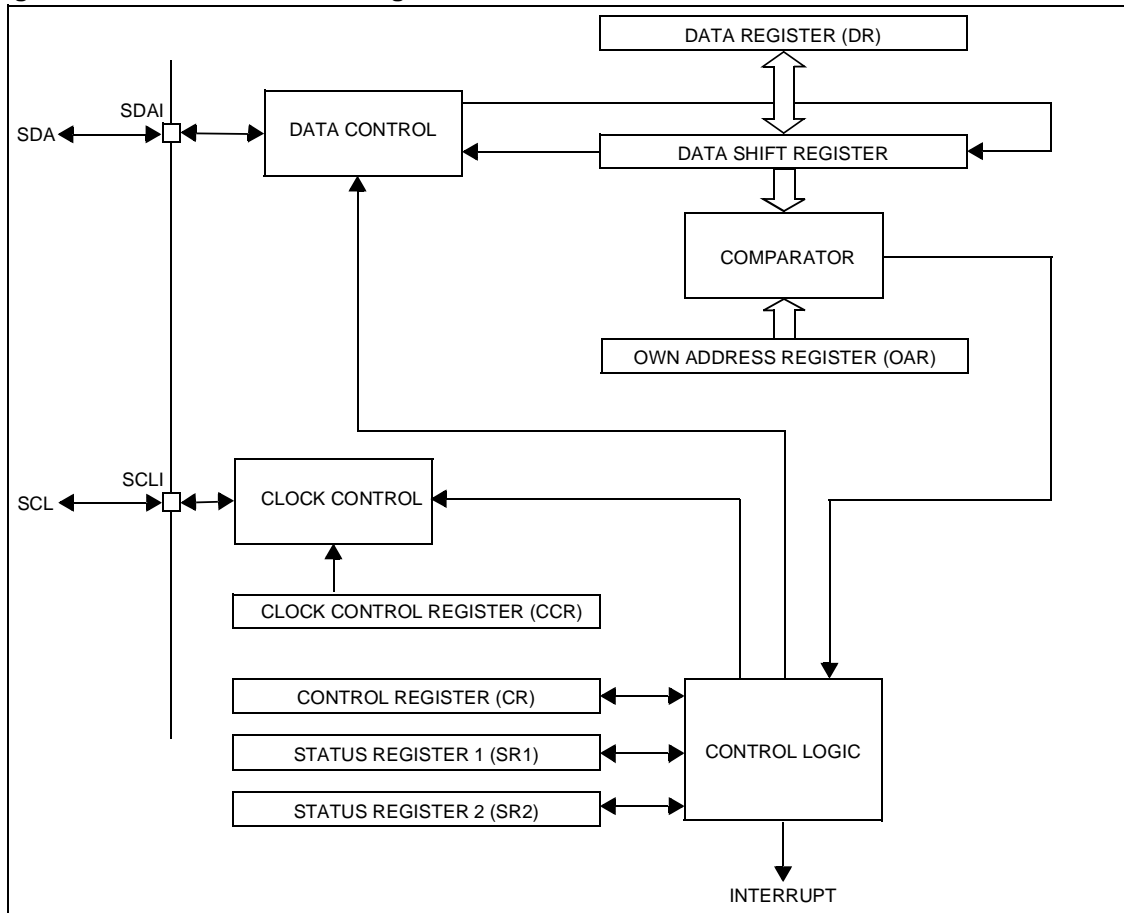 DATA REGISTER (DR)
SDAI
SDA
DATA CONTROL
DATA SHIFT REGISTER
COMPARATOR
OWN ADDRESS REGISTER (OAR)
SCLI
SCL
CLOCK CONTROL
CLOCK CONTROL REGISTER (CCR)
CONTROL REGISTER (CR)
STATUS REGISTER 1 (SR1)
CONTROL LOGIC
STATUS REGISTER 2 (SR2)
INTERRUPT